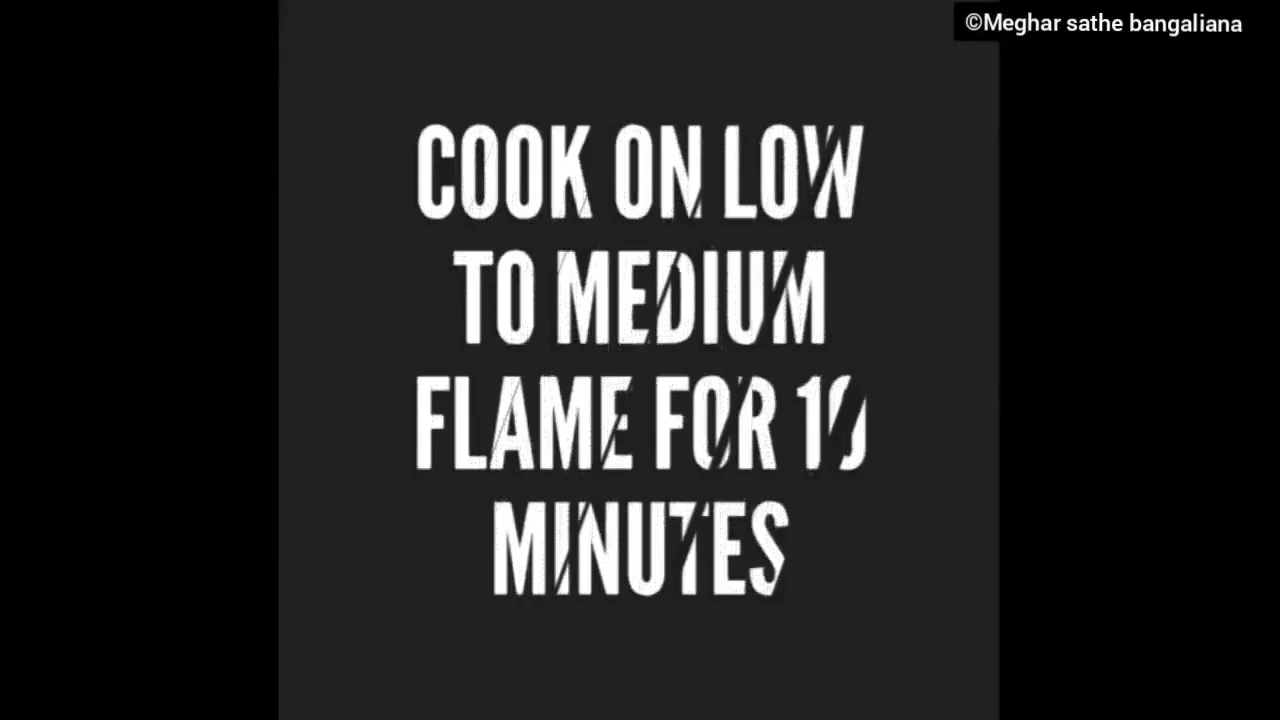 ©Meghar sathe bangaliana
COOK ON LOW
TO MEDIUM
FLAME FOR 10
MINUTES